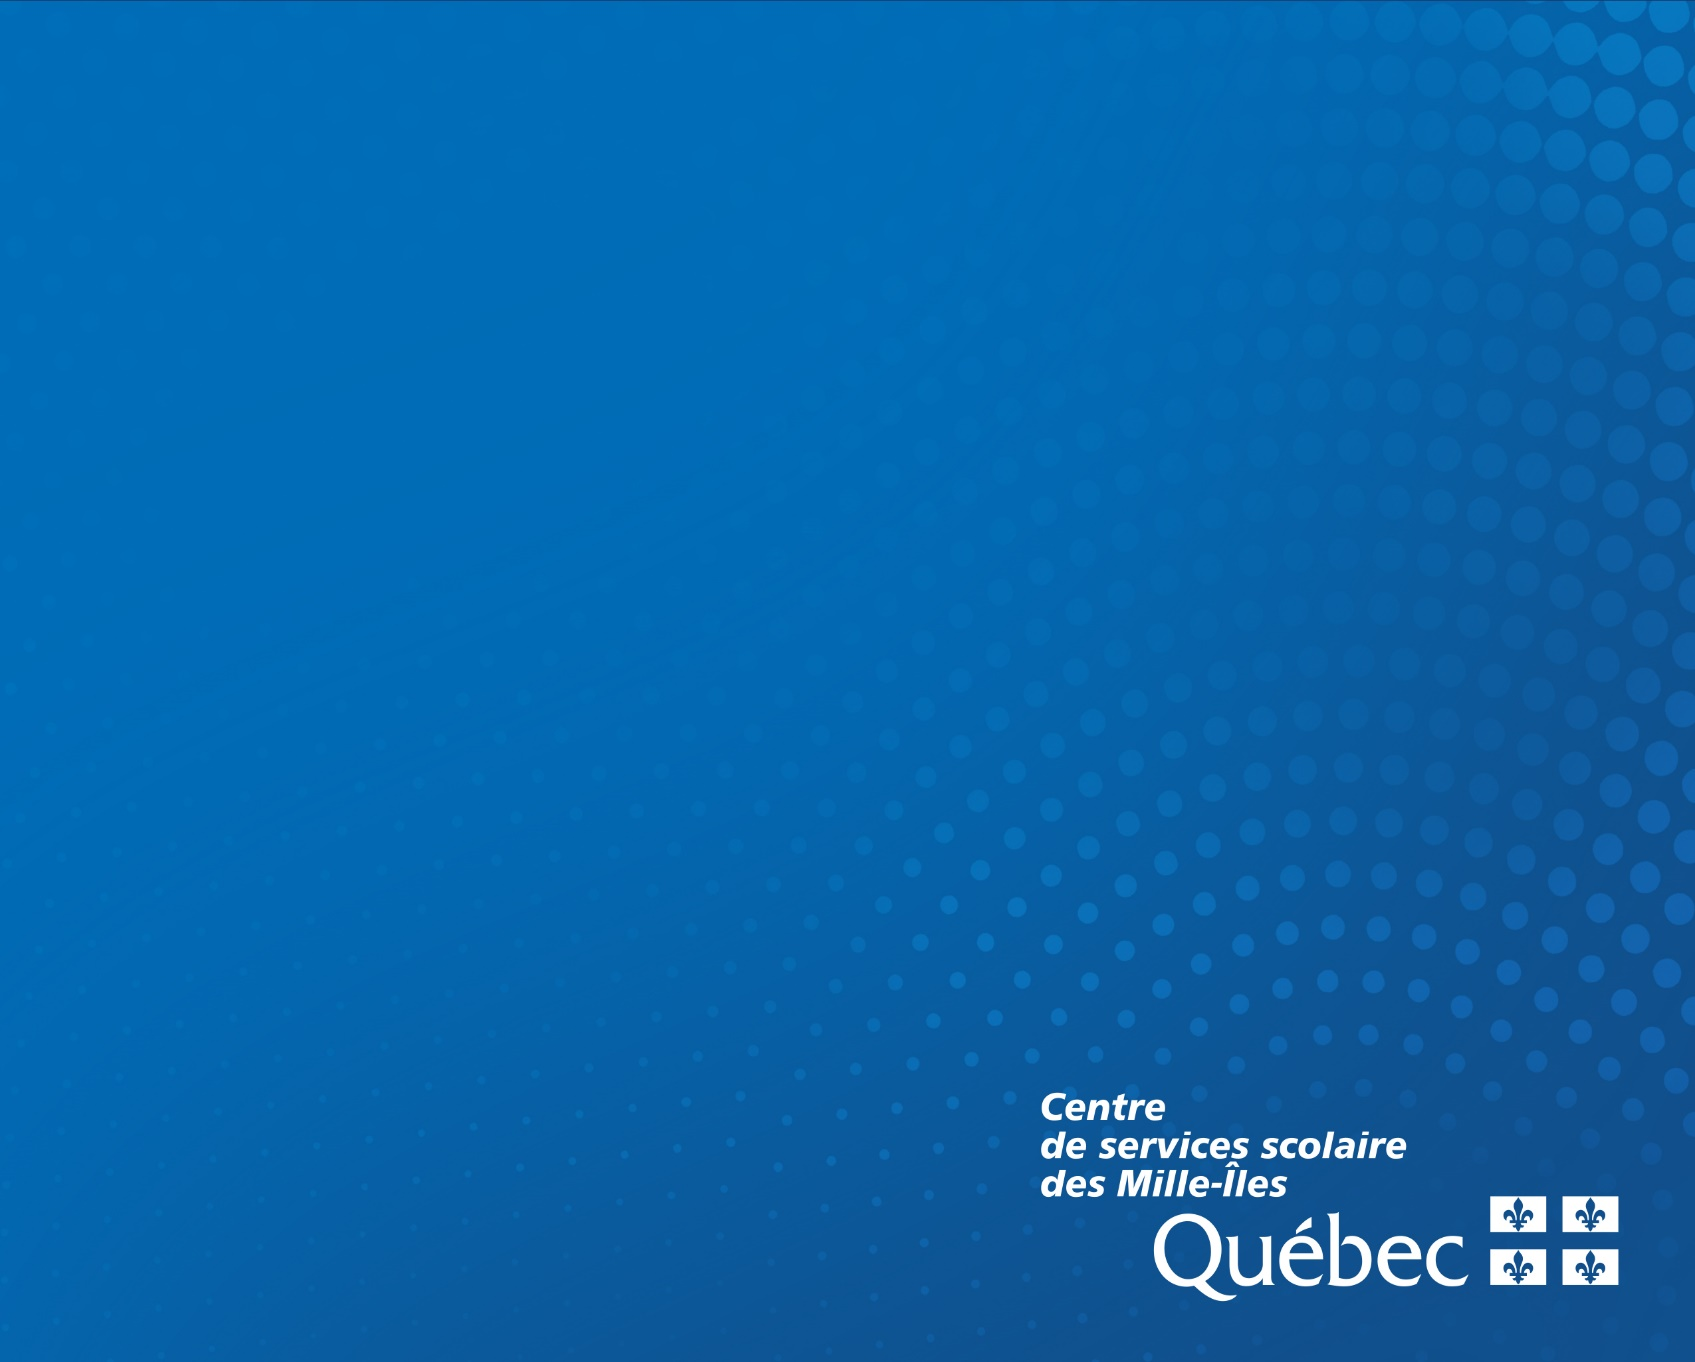 Centre
de services scolaire
des Mille-Îles
Québec